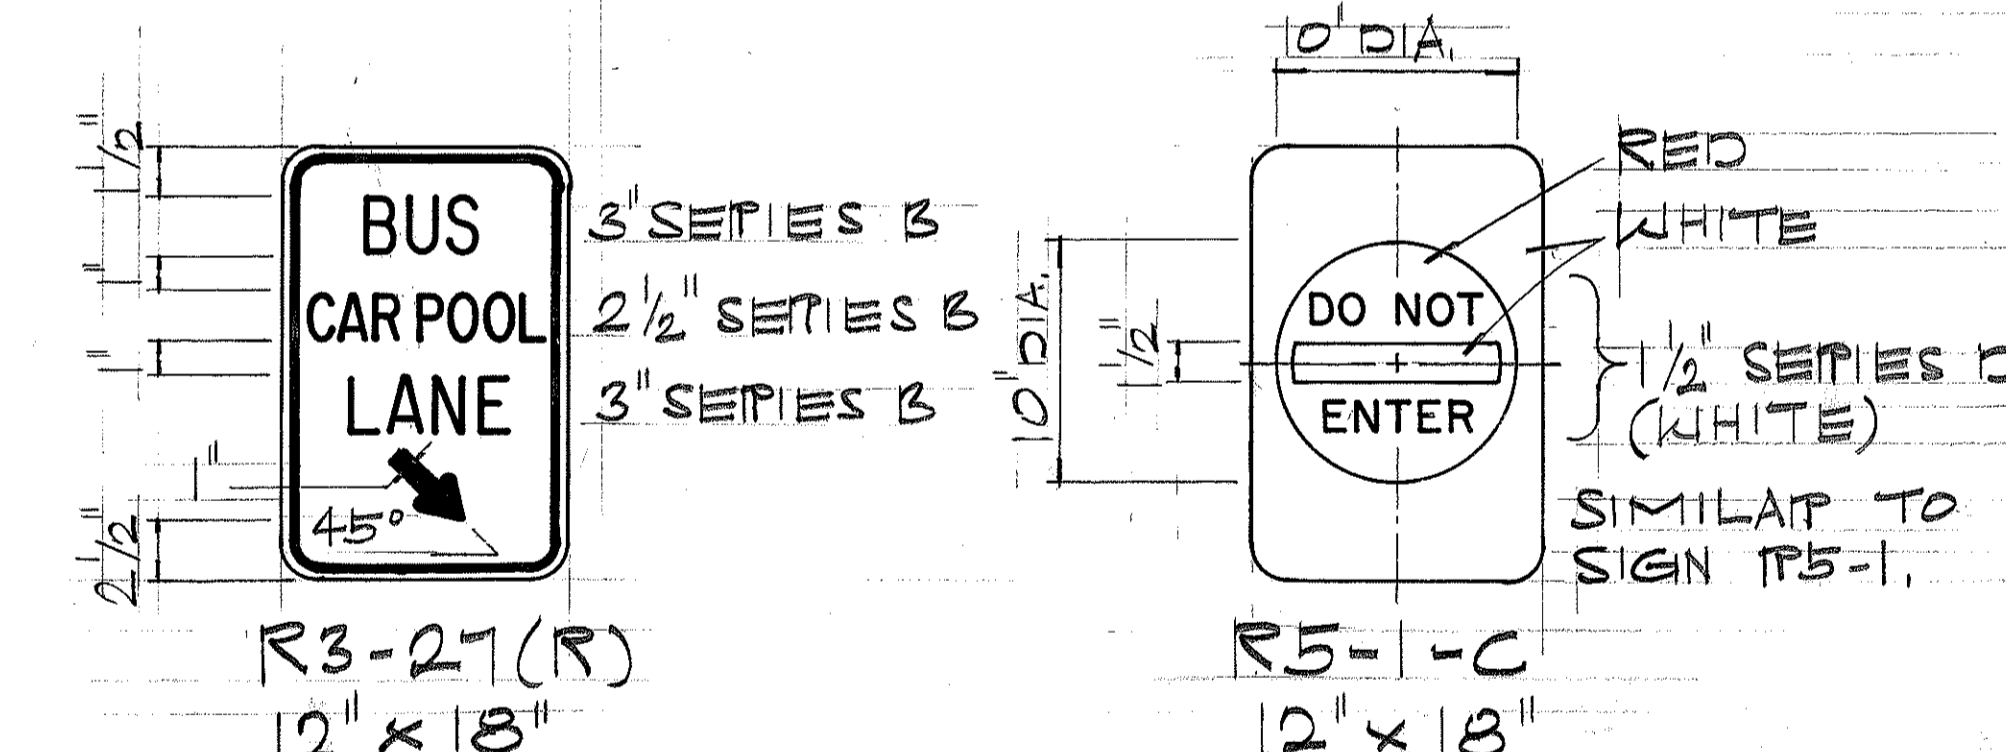 1 1/2"
1"
1"
1"
2 1/2"
BUS
CAR POOL
LANE
45°
3" SERIES B
2 1/2" SERIES B
3" SERIES B
R3-27(R)
12" x 18"
10" DIA.
10" DIA.
1 1/2"
DO NOT
ENTER
RED
WHITE
1 1/2" SERIES D
(WHITE)
SIMILAR TO
SIGN R5-1.
R5-1-C
12" x 18"